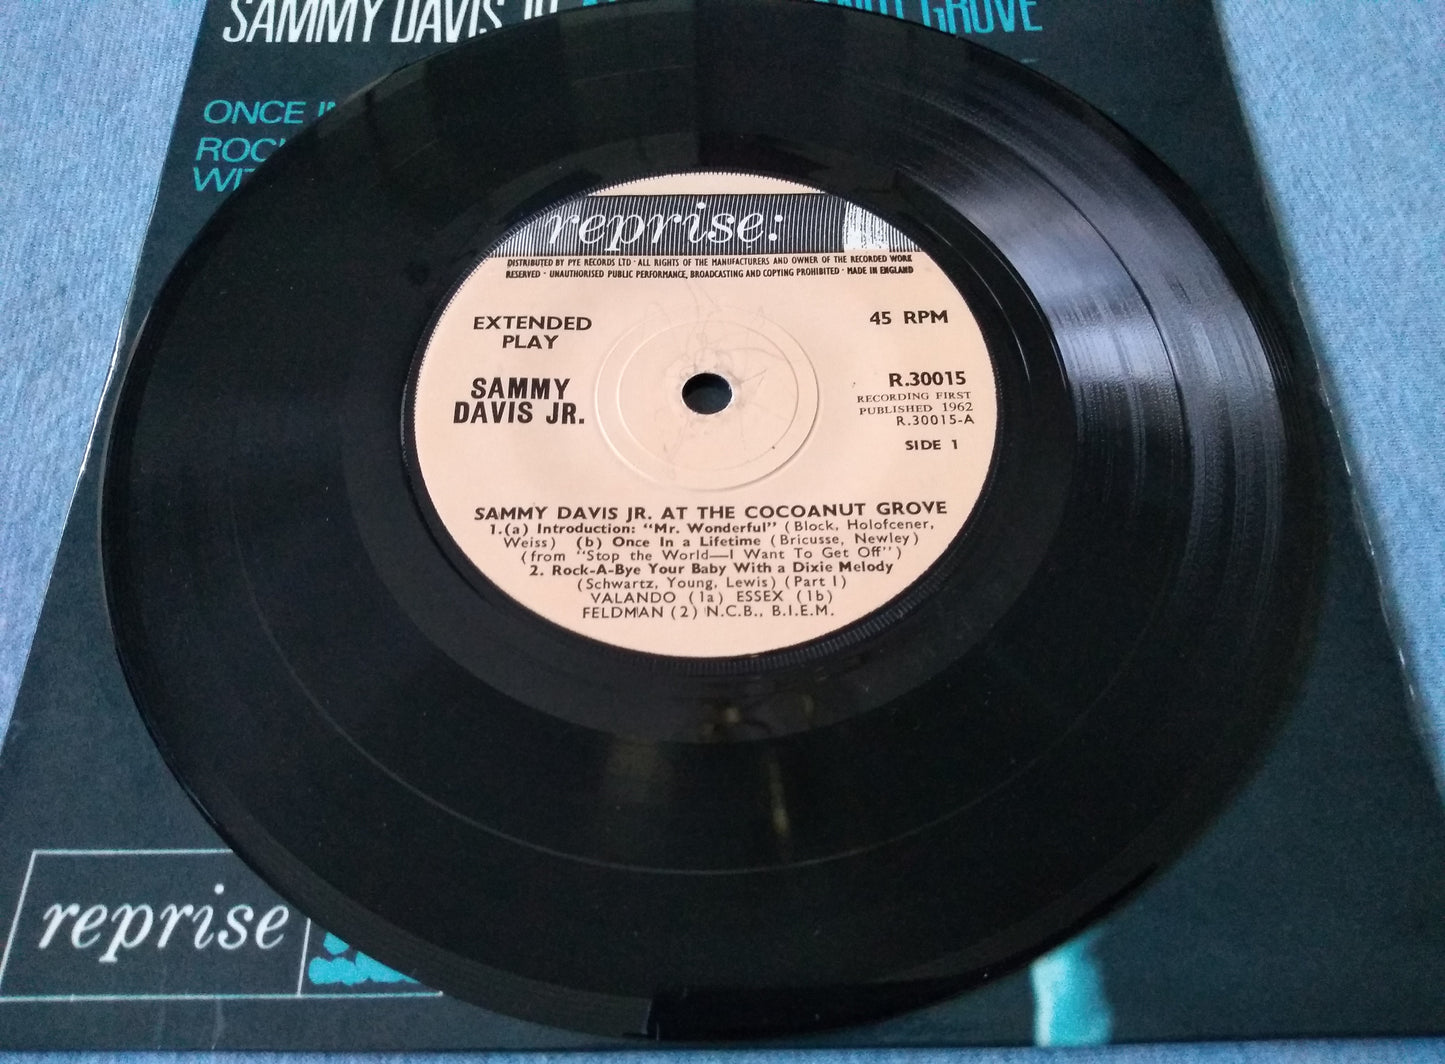 SAMMY DAVIS JR GROVE
ONCE
ROCK
reprise:
DISTRIBUTED BY PYE RECORDS LTD · ALL RIGHTS OF THE MANUFACTURERS AND OWNER OF THE RECORDED WORK
RESERVED · UNAUTHORISED PUBLIC PERFORMANCE, BROADCASTING AND COPYING PROHIBITED · MADE IN ENGLAND
EXTENDED
PLAY
45 RPM
SAMMY
DAVIS JR.
R.30015
RECORDING FIRST
PUBLISHED 1962
R.30015-A
SIDE 1
SAMMY DAVIS JR. AT THE COCOANUT GROVE
1.(a) Introduction: "Mr. Wonderful" (Block, Holofcener,
Weiss) (b) Once In a Lifetime (Bricusse, Newley)
(from "Stop the World—I Want To Get Off")
2. Rock-A-Bye Your Baby With a Dixie Melody
(Schwartz, Young, Lewis) (Part 1)
VALANDO (1a) ESSEX (1b)
FELDMAN (2) N.C.B., B.I.E.M.
reprise